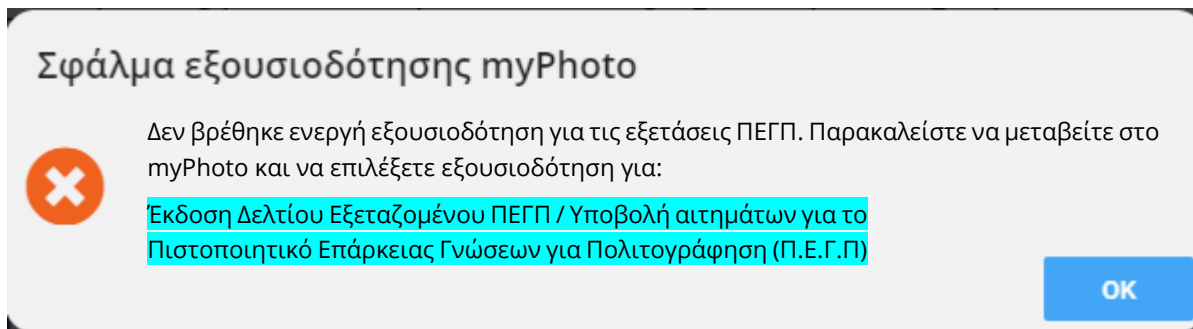 Σφάλμα εξουσιοδότησης myPhoto
Δεν βρέθηκε ενεργή εξουσιοδότηση για τις εξετάσεις ΠΕΓΠ. Παρακαλείστε να μεταβείτε στο
myPhoto και να επιλέξετε εξουσιοδότηση για:
Έκδοση Δελτίου Εξεταζομένου ΠΕΓΠ / Υποβολή αιτημάτων για το
Πιστοποιητικό Επάρκειας Γνώσεων για Πολιτογράφηση (Π.Ε.Γ.Π)
OK